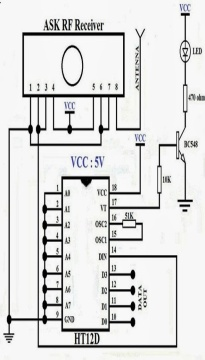 VCC
ASK RF Receiver
ANTENNA
LED
1 2 3 4 5 6 7 8
470 ohm
VCC
VCC
BC548
VCC : 5V
10K
1 A0 VCC 18
2 A1 VT 17
3 A2 OSC2 16 51K
4 A3 OSC1 15
5 A4 DIN 14
6 A5 D3 13
7 A6 D2 12
8 A7 D1 11
9 GND D0 10
DATA OUT
HT12D